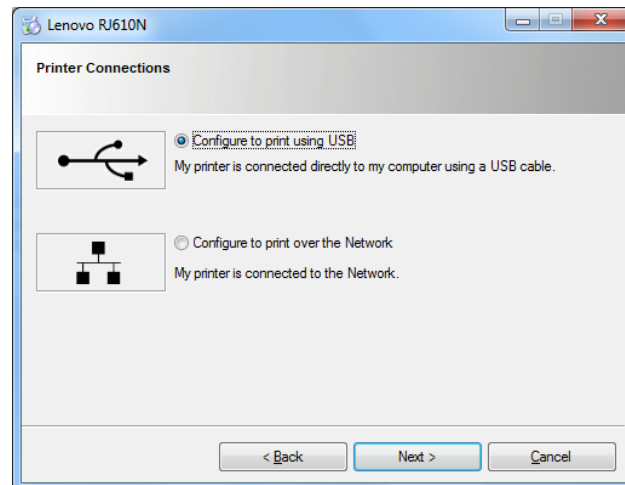 Lenovo RJ610N
Printer Connections
Configure to print using USB
My printer is connected directly to my computer using a USB cable.
Configure to print over the Network
My printer is connected to the Network.
< Back
Next >
Cancel